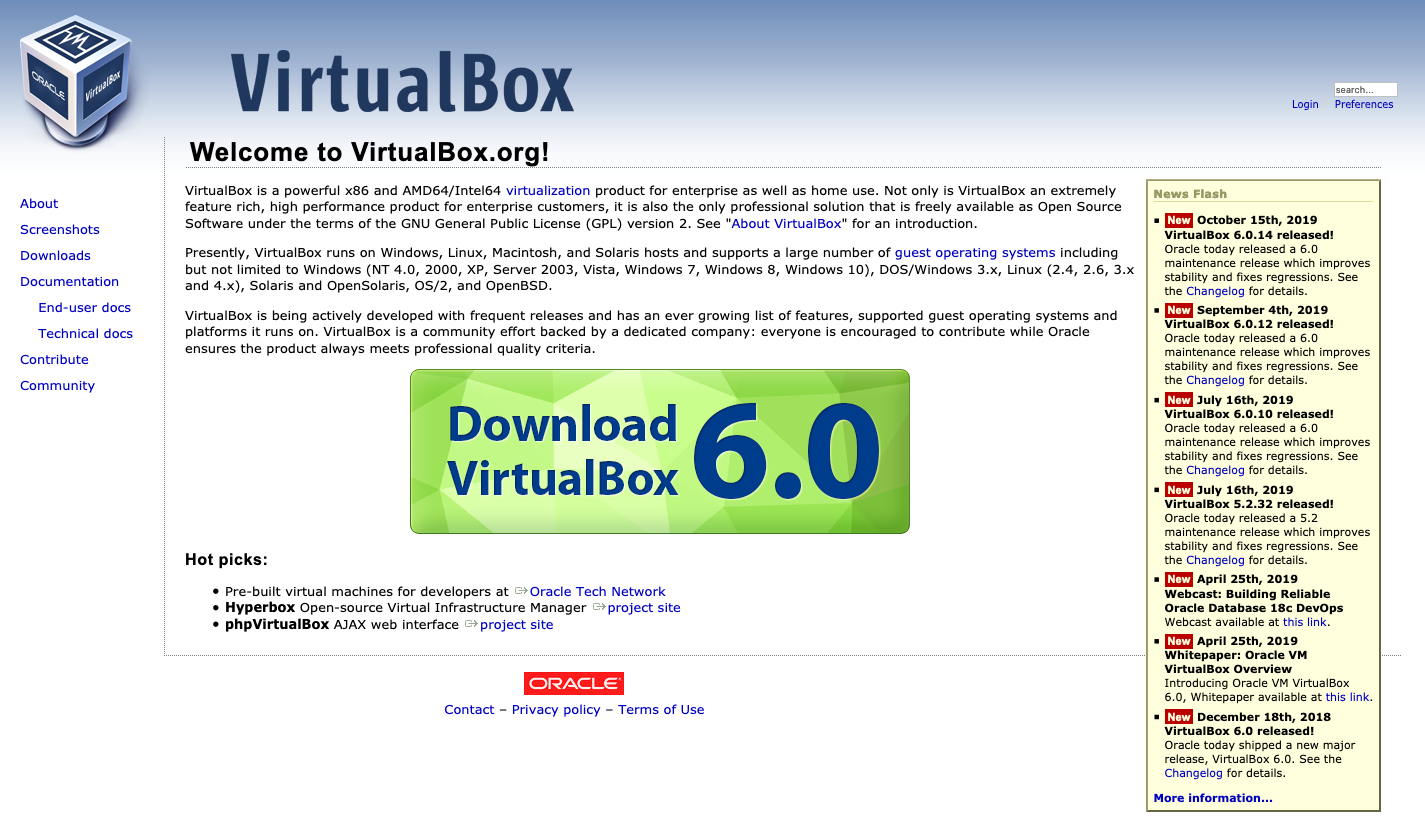 ORACLE
VirtualBox
VirtualBox
search...
Login
Preferences
About
Screenshots
Downloads
Documentation
End-user docs
Technical docs
Contribute
Community
Welcome to VirtualBox.org!
VirtualBox is a powerful x86 and AMD64/Intel64 virtualization product for enterprise as well as home use. Not only is VirtualBox an extremely
feature rich, high performance product for enterprise customers, it is also the only professional solution that is freely available as Open Source
Software under the terms of the GNU General Public License (GPL) version 2. See "About VirtualBox" for an introduction.
Presently, VirtualBox runs on Windows, Linux, Macintosh, and Solaris hosts and supports a large number of guest operating systems including
but not limited to Windows (NT 4.0, 2000, XP, Server 2003, Vista, Windows 7, Windows 8, Windows 10), DOS/Windows 3.x, Linux (2.4, 2.6, 3.x
and 4.x), Solaris and OpenSolaris, OS/2, and OpenBSD.
VirtualBox is being actively developed with frequent releases and has an ever growing list of features, supported guest operating systems and
platforms it runs on. VirtualBox is a community effort backed by a dedicated company: everyone is encouraged to contribute while Oracle
ensures the product always meets professional quality criteria.
Download
VirtualBox
6.0
Hot picks:
• Pre-built virtual machines for developers at Oracle Tech Network
• Hyperbox Open-source Virtual Infrastructure Manager project site
• phpVirtualBox AJAX web interface project site
News Flash
New October 15th, 2019
VirtualBox 6.0.14 released!
Oracle today released a 6.0
maintenance release which improves
stability and fixes regressions. See
the Changelog for details.
New September 4th, 2019
VirtualBox 6.0.12 released!
Oracle today released a 6.0
maintenance release which improves
stability and fixes regressions. See
the Changelog for details.
New July 16th, 2019
VirtualBox 6.0.10 released!
Oracle today released a 6.0
maintenance release which improves
stability and fixes regressions. See
the Changelog for details.
New July 16th, 2019
VirtualBox 5.2.32 released!
Oracle today released a 5.2
maintenance release which improves
stability and fixes regressions. See
the Changelog for details.
New April 25th, 2019
Webcast: Building Reliable
Oracle Database 18c DevOps
Webcast available at this link.
New April 25th, 2019
Whitepaper: Oracle VM
VirtualBox Overview
Introducing Oracle VM VirtualBox
6.0, Whitepaper available at this link.
New December 18th, 2018
VirtualBox 6.0 released!
Oracle today shipped a new major
release, VirtualBox 6.0. See the
Changelog for details.
More information...
ORACLE
Contact – Privacy policy – Terms of Use